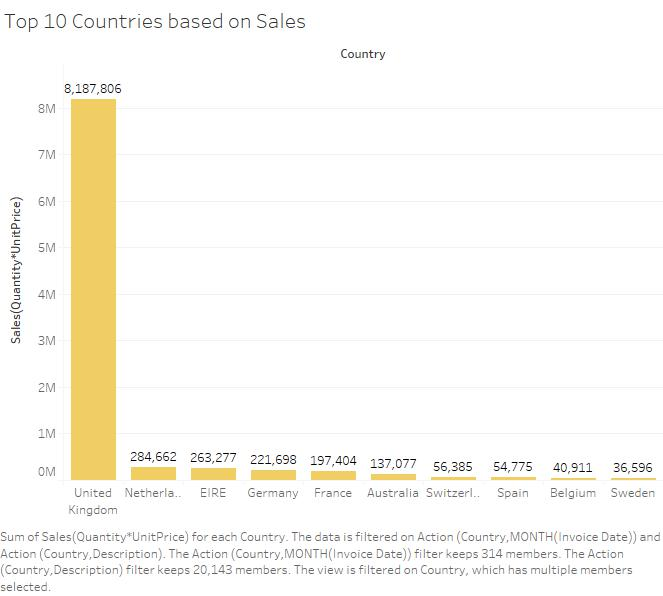 Top 10 Countries based on Sales
Country
8,187,806
8M
7M
6M
5M
4M
3M
2M
1M
0M
Sales(Quantity*UnitPrice)
284,662 263,277 221,698 197,404 137,077 56,385 54,775 40,911 36,596
United Netherla.. EIRE Germany France Australia Switzerl.. Spain Belgium Sweden
Kingdom
Sum of Sales(Quantity*UnitPrice) for each Country. The data is filtered on Action (Country,MONTH(Invoice Date)) and
Action (Country,Description). The Action (Country,MONTH(Invoice Date)) filter keeps 314 members. The Action
(Country,Description) filter keeps 20,143 members. The view is filtered on Country, which has multiple members
selected.